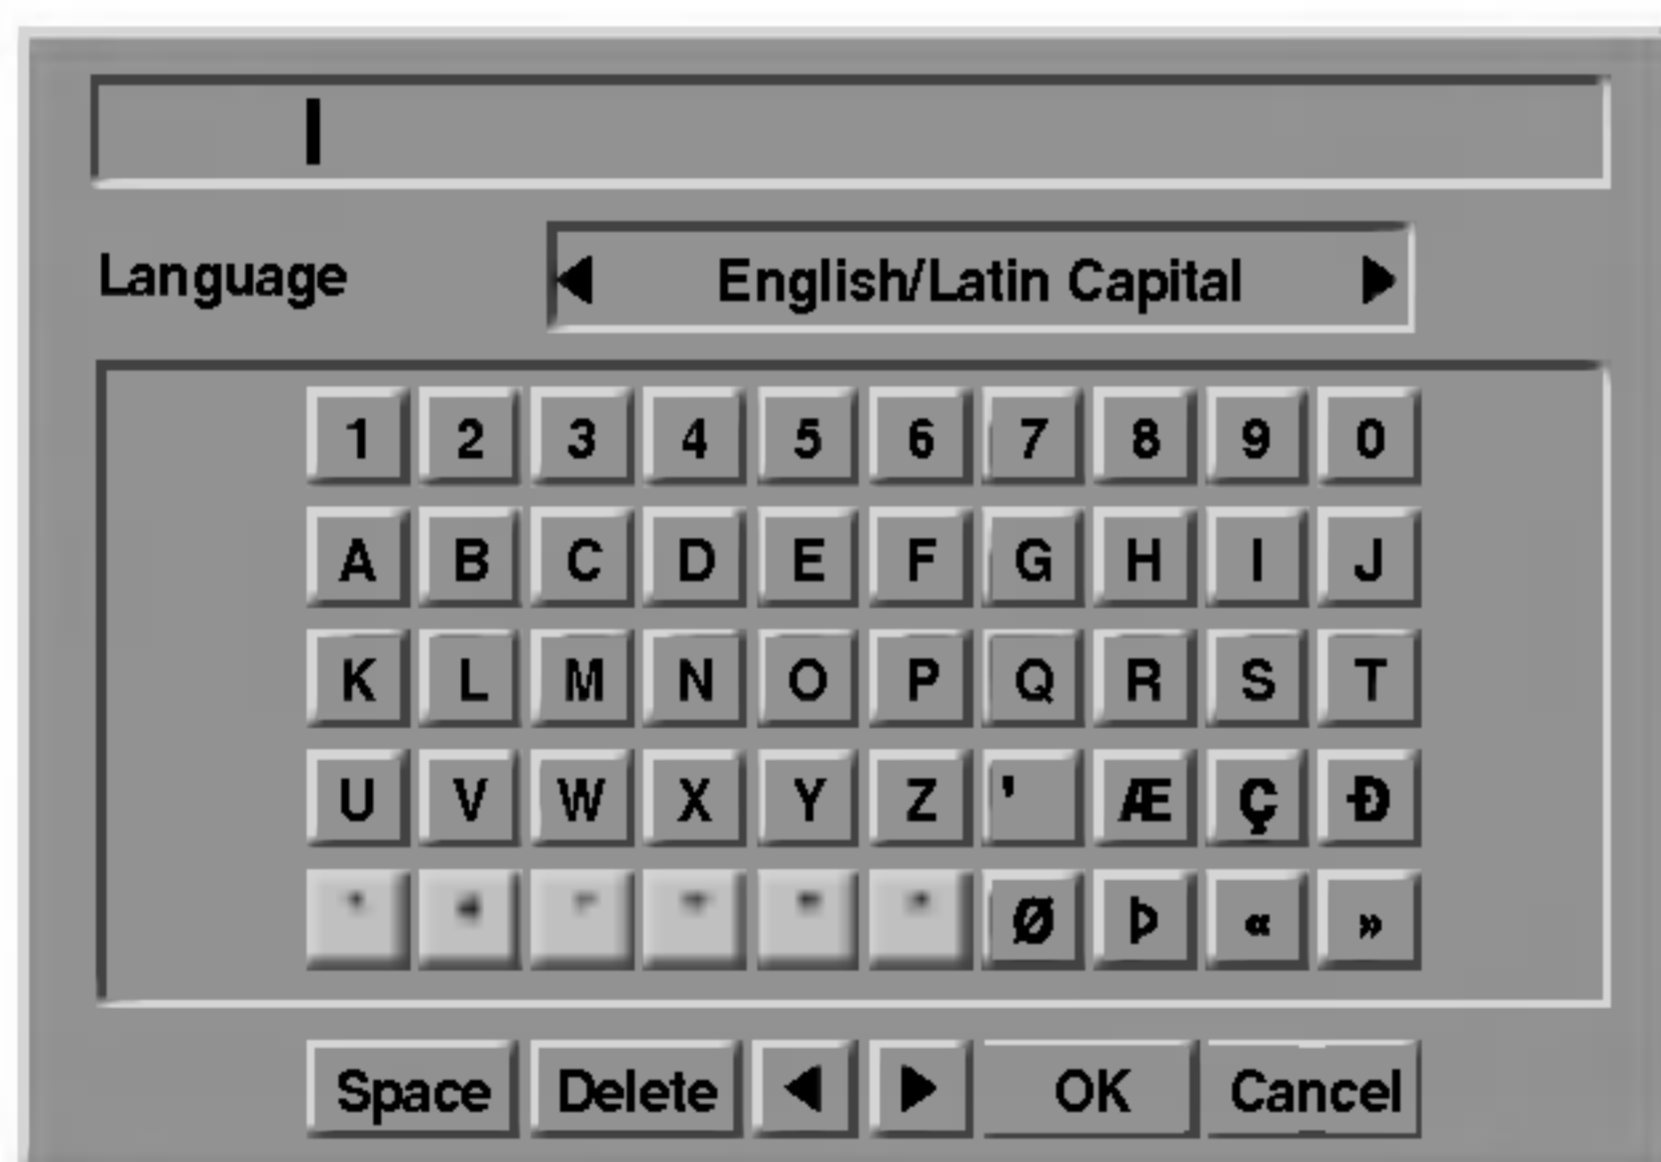 Language ◀ English/Latin Capital ▶
1 2 3 4 5 6 7 8 9 0
A B C D E F G H I J
K L M N O P Q R S T
U V W X Y Z ' Æ Ç Đ
Ø Þ « »
Space Delete ◀ ▶ OK Cancel